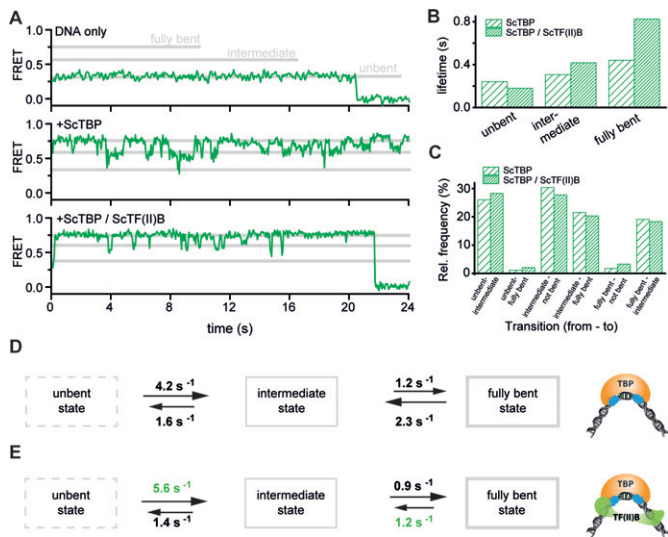 A
DNA only
1.0
0.5
0.0
FRET
fully bent
intermediate
unbent
+ScTBP
1.0
0.5
0.0
FRET
+ScTBP / ScTF(II)B
1.0
0.5
0.0
FRET
0 4 8 12 16 20 24
time (s)
B
ScTBP
ScTBP / ScTF(II)B
0.8
0.4
0
lifetime (s)
unbent
inter-
mediate
fully bent
C
ScTBP
ScTBP / ScTF(II)B
30
20
10
0
Rel. frequency (%)
unbent-
intermediate
unbent-
fully bent
intermediate -
not bent
intermediate -
fully bent
fully bent -
not bent
fully bent -
intermediate
Transition (from - to)
D
unbent
state
4.2 s -1
1.6 s -1
intermediate
state
1.2 s -1
2.3 s -1
fully bent
state
TBP
E
unbent
state
5.6 s -1
1.4 s -1
intermediate
state
0.9 s -1
1.2 s -1
fully bent
state
TBP
TF(II)B